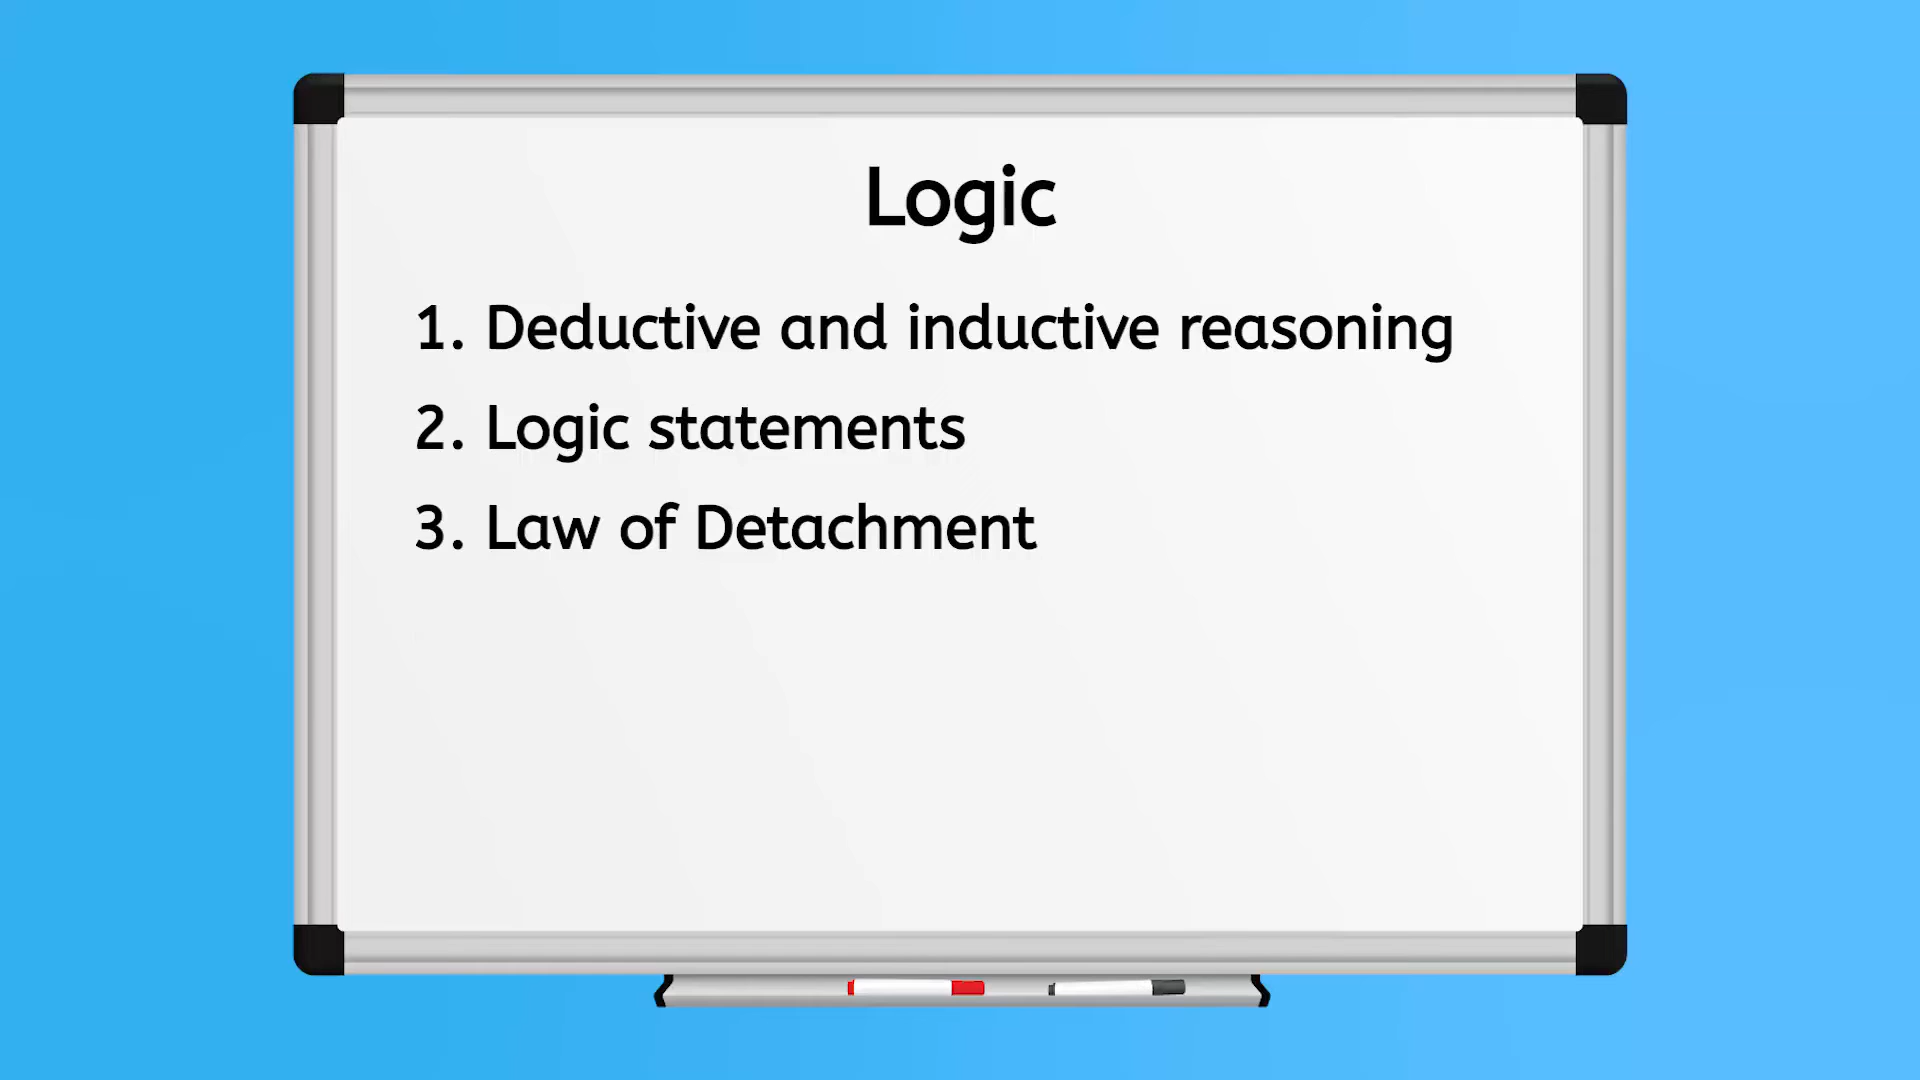 Logic
1. Deductive and inductive reasoning
2. Logic statements
3. Law of Detachment